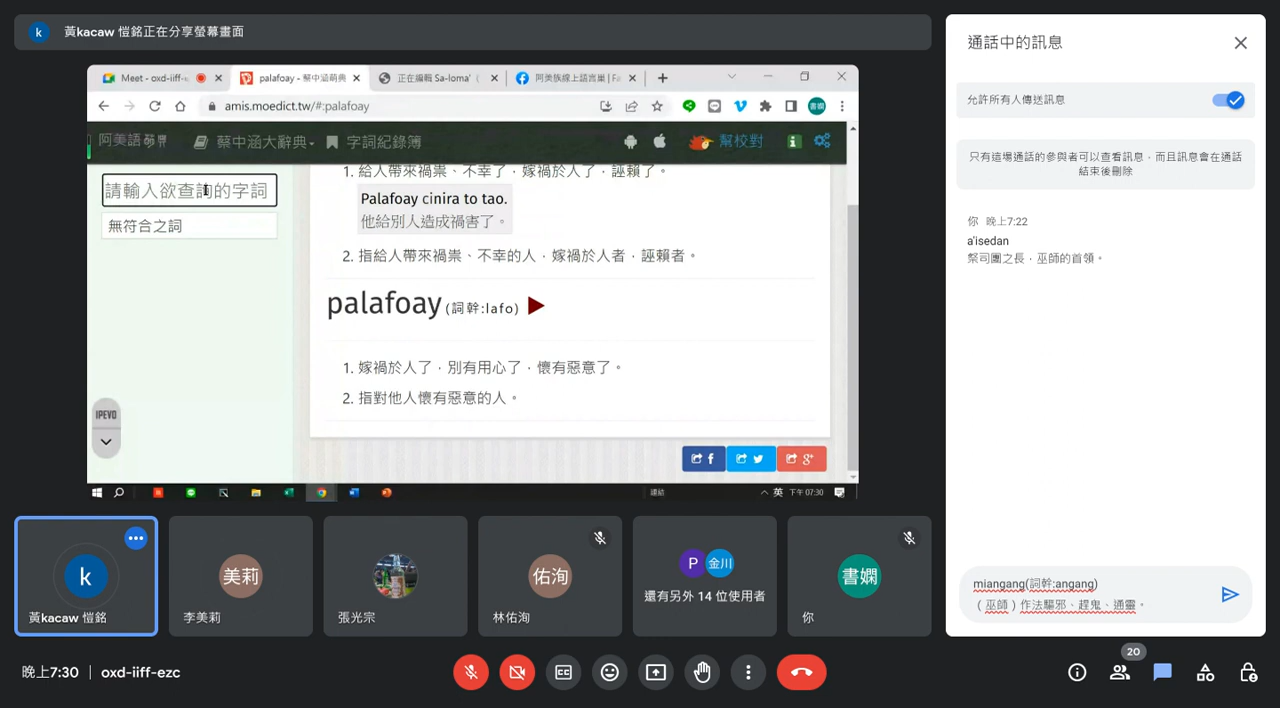 k 黃kacaw 愷銘正在分享螢幕畫面
Meet - oxd-iiff-
palafoay - 蔡中涵萌典
正在編輯 Sa-loma' (
阿美族線上語言巢 | Fa
amis.moedict.tw/#:palafoay
書嫻
阿美語萌典
蔡中涵大辭典
字詞紀錄簿
幫校對
請輸入欲查詢的字詞
無符合之詞
1. 給人帶來禍祟、不幸了，嫁禍於人了，誣賴了。
Palafoay cinira to tao.
他給別人造成禍害了。
2. 指給人帶來禍祟、不幸的人，嫁禍於人者，誣賴者。
palafoay (詞幹:lafo)
1. 嫁禍於人了，別有用心了，懷有惡意了。
2. 指對他人懷有惡意的人。
IPEVO
連結
英 下午 07:30
k
黃kacaw 愷銘
美莉
李美莉
張光宗
佑洵
林佑洵
P 金川
還有另外 14 位使用者
書嫻
你
晚上7:30 | oxd-iiff-ezc
20
通話中的訊息
允許所有人傳送訊息
只有這場通話的參與者可以查看訊息，而且訊息會在通話
結束後刪除
你 晚上7:22
a'isedan
祭司團之長，巫師的首領。
miangang(詞幹:angang)
（巫師）作法驅邪、趕鬼、通靈。